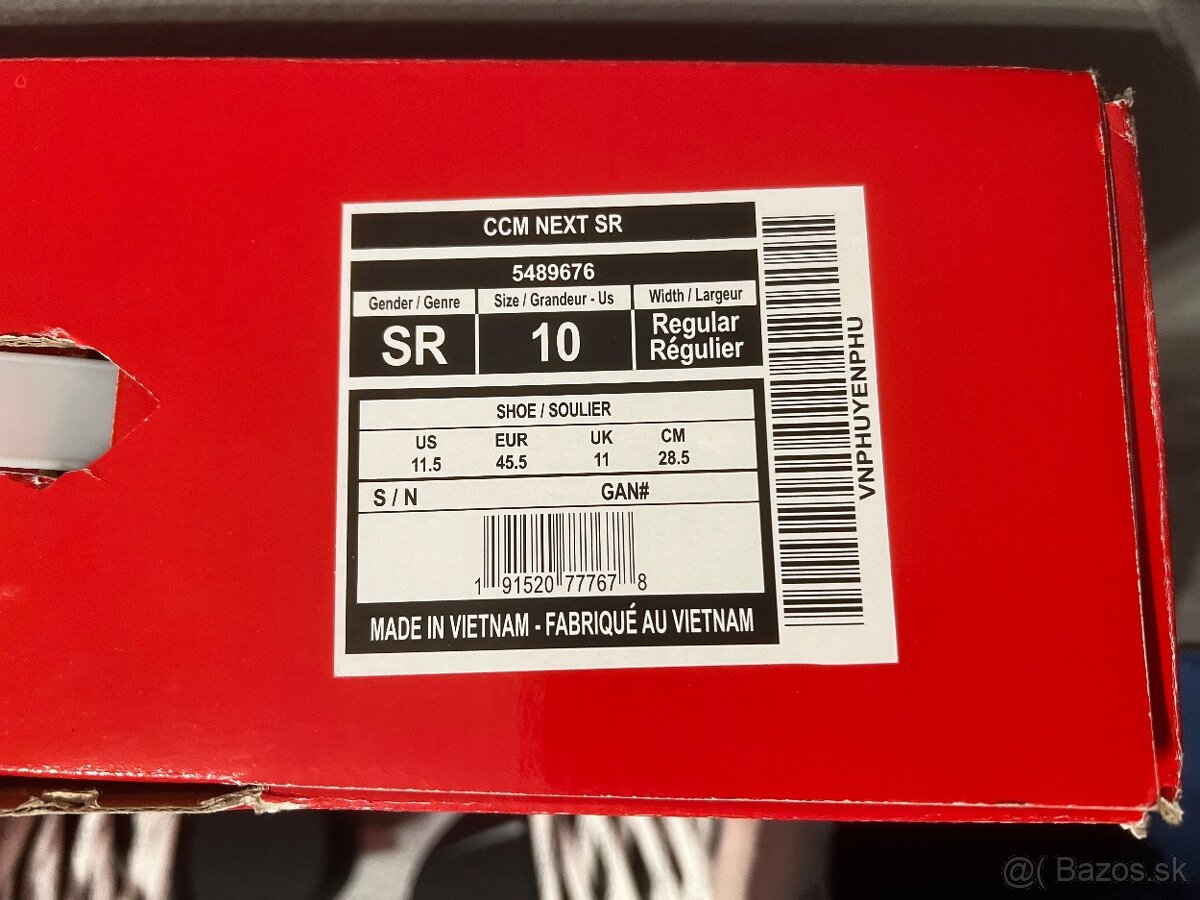 CCM NEXT SR
5489676
Gender / Genre Size / Grandeur - Us Width / Largeur
SR 10 Regular
Régulier
SHOE / SOULIER
US EUR UK CM
11.5 45.5 11 28.5
S / N GAN#
1 91520 77767 8
MADE IN VIETNAM - FABRIQUÉ AU VIETNAM
VNPHUYENPHU
@( Bazos.sk